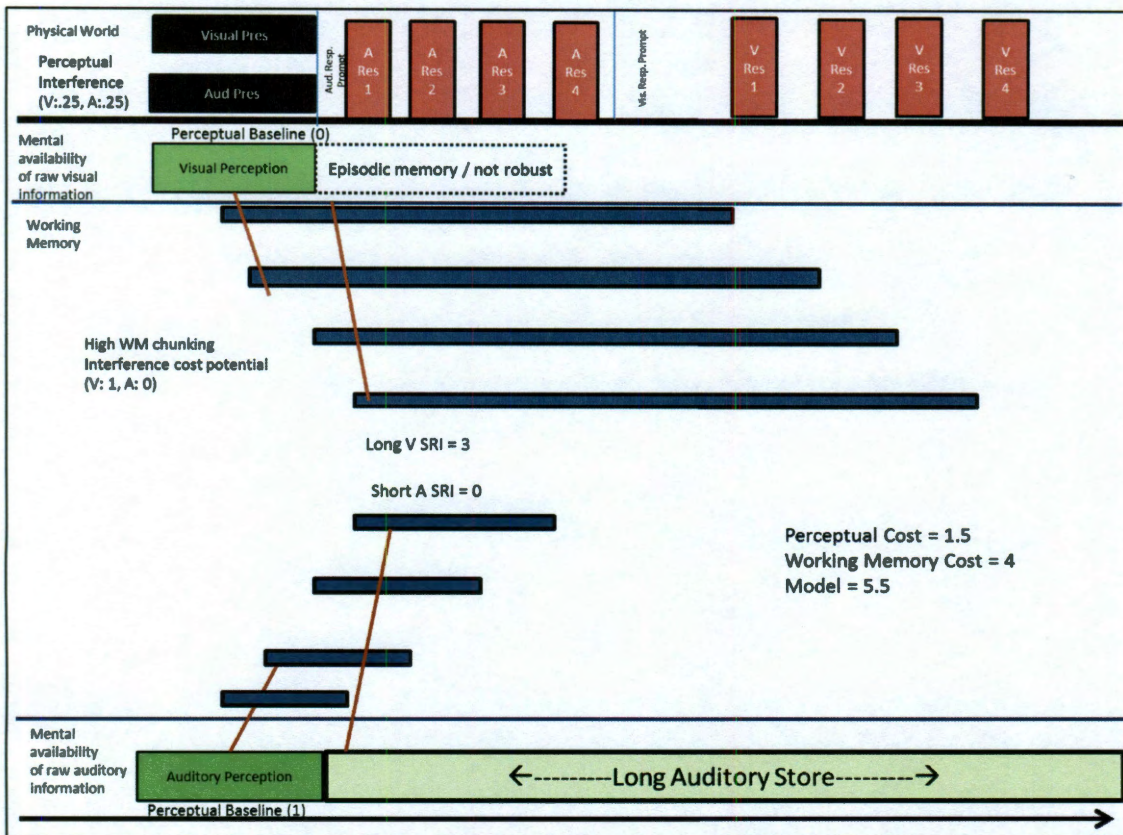 Physical World
Visual Pres
Perceptual
Interference
(V:.25, A:.25)
Aud Pres
Aud. Resp.
Prompt
A
Res
1
A
Res
2
A
Res
3
A
Res
4
Vis. Resp. Prompt
V
Res
1
V
Res
2
V
Res
3
V
Res
4
Perceptual Baseline (0)
Mental
availability
of raw visual
information
Visual Perception
Episodic memory / not robust
Working
Memory
High WM chunking
Interference cost potential
(V: 1, A: 0)
Long V SRI = 3
Short A SRI = 0
Perceptual Cost = 1.5
Working Memory Cost = 4
Model = 5.5
Mental
availability
of raw auditory
information
Auditory Perception
←--------Long Auditory Store--------→
Perceptual Baseline (1)